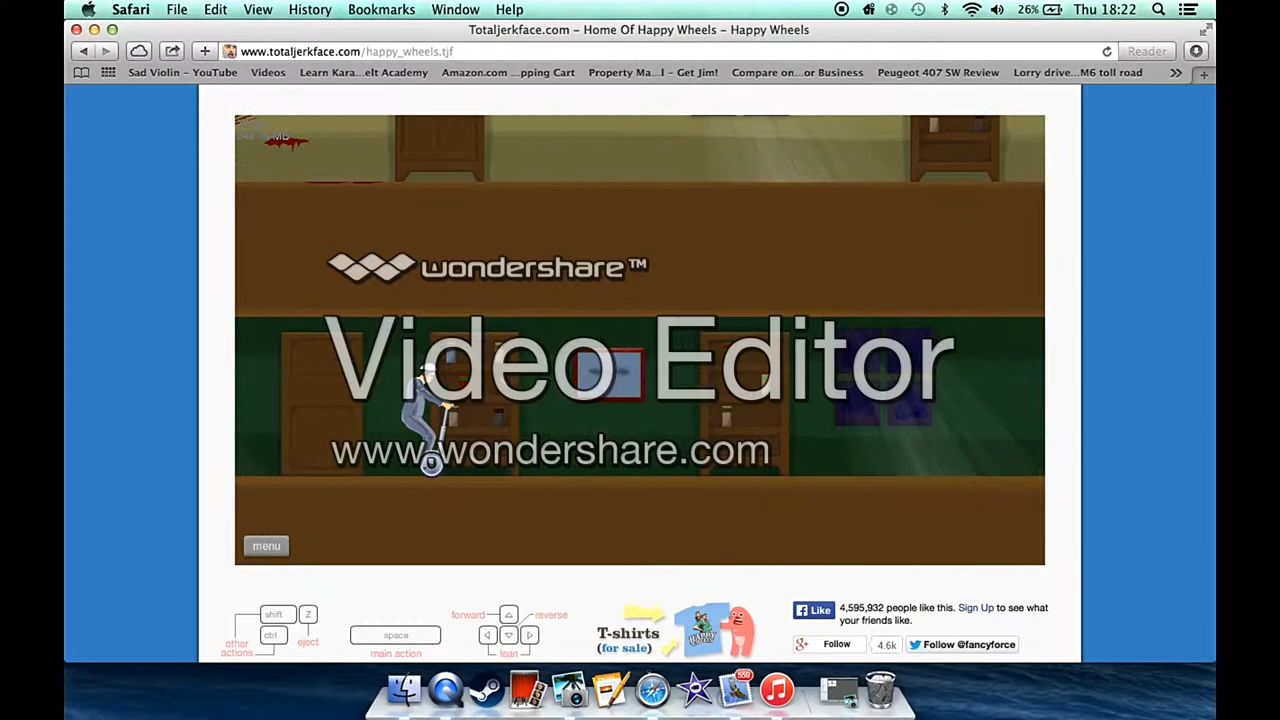 Safari File Edit View History Bookmarks Window Help 26% Thu 18:22
Totaljerkface.com – Home Of Happy Wheels – Happy Wheels
www.totaljerkface.com/happy_wheels.tjf Reader
Sad Violin – YouTube Videos Learn Kara...elt Academy Amazon.com ...pping Cart Property Ma...l – Get Jim! Compare on...or Business Peugeot 407 SW Review Lorry drive...M6 toll road
wondershare™
Video Editor
www.wondershare.com
menu
shift Z
ctrl eject
other actions
space
main action
forward reverse
lean
T-shirts
(for sale)
Like 4,595,932 people like this. Sign Up to see what
your friends like.
Follow 4.6k Follow @fancyforce